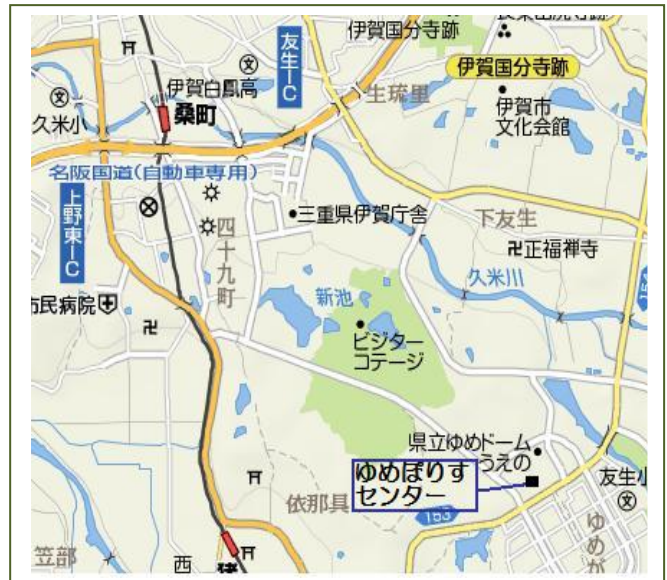 伊賀国分寺跡
友生IC
伊賀国分寺跡
伊賀白鳳高
生琉里
久米小
桑町
伊賀市
文化会館
名阪国道(自動車専用)
上野東IC
四十九町
三重県伊賀庁舎
下友生
卍正福禅寺
久米川
市民病院
新池
卍
ビジター
コテージ
県立ゆめドーム
うえの
ゆめぽりす
センター
友生小
依那具
153
ゆめが
笠部
西
猪